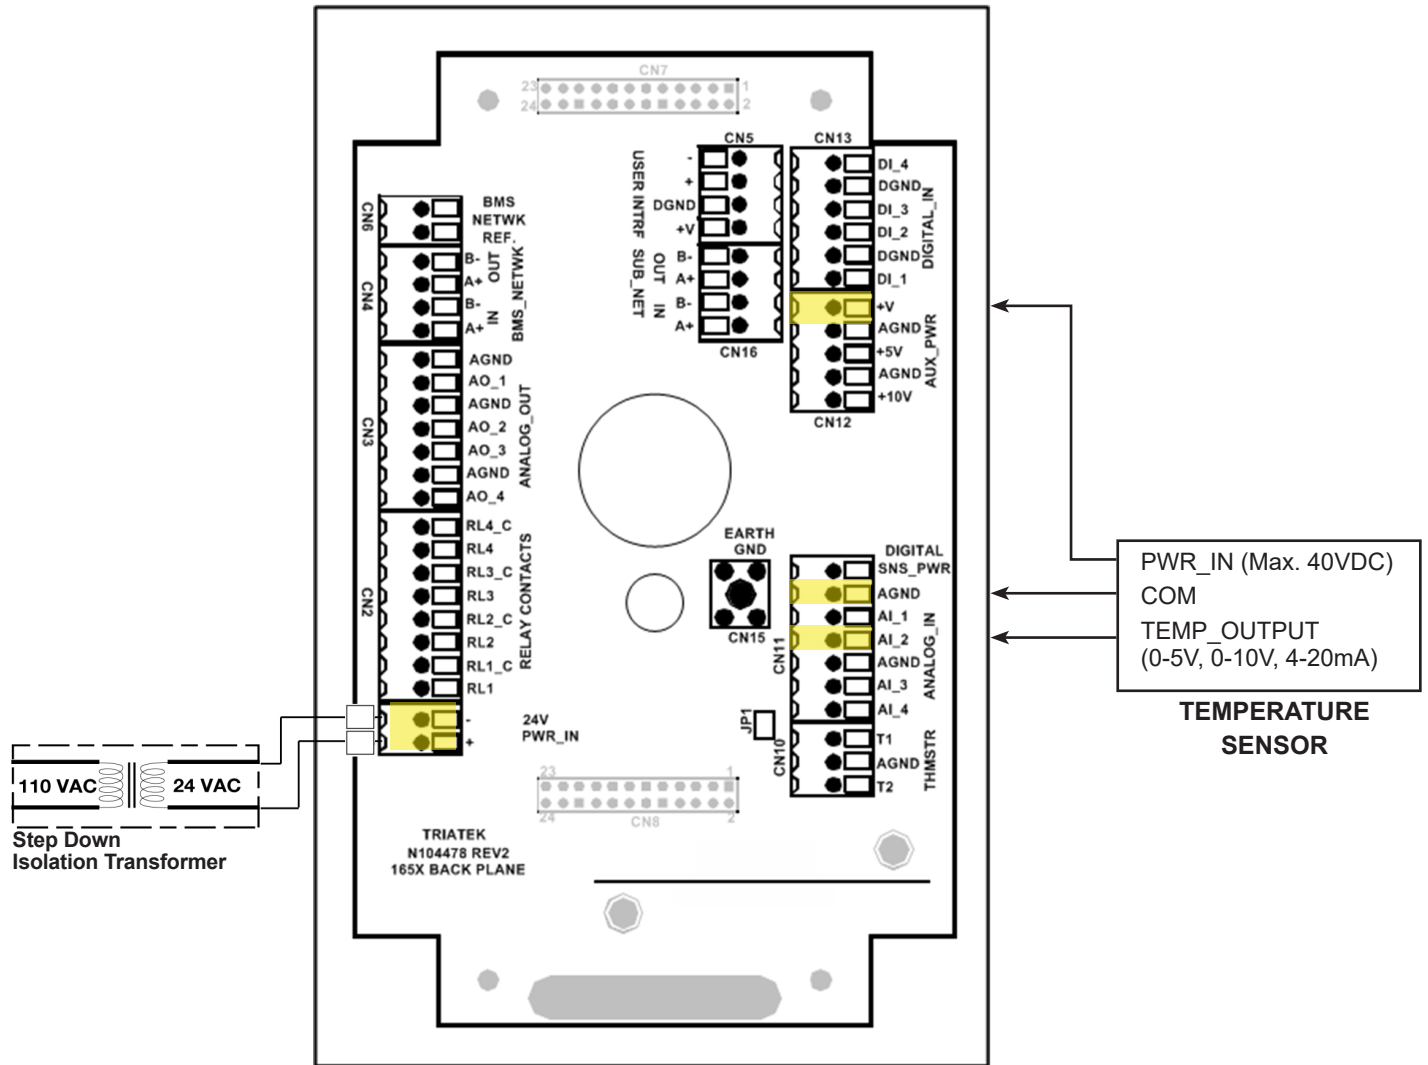 CN7
23
1
24
2
CN5
-
+
DGND
+V
USER INTRF
B-
A+
B-
A+
OUT
IN
SUB_NET
CN16
CN13
DI_4
DGND
DI_3
DI_2
DGND
DI_1
DIGITAL_IN
+V
AGND
+5V
AGND
+10V
AUX_PWR
CN12
CN6
BMS
NETWK
REF.
CN4
B-
A+
B-
A+
OUT
IN
BMS_NETWK
CN3
AGND
AO_1
AGND
AO_2
AO_3
AGND
AO_4
ANALOG_OUT
CN2
RL4_C
RL4
RL3_C
RL3
RL2_C
RL2
RL1_C
RL1
RELAY CONTACTS
-
+
24V
PWR_IN
EARTH
GND
CN15
DIGITAL
SNS_PWR
AGND
AI_1
AI_2
AGND
AI_3
AI_4
ANALOG_IN
CN11
JP1
CN10
T1
AGND
T2
THMSTR
23
1
24
2
CN8
TRIATEK
N104478 REV2
165X BACK PLANE
110 VAC
24 VAC
Step Down
Isolation Transformer
PWR_IN (Max. 40VDC)
COM
TEMP_OUTPUT
(0-5V, 0-10V, 4-20mA)
TEMPERATURE
SENSOR